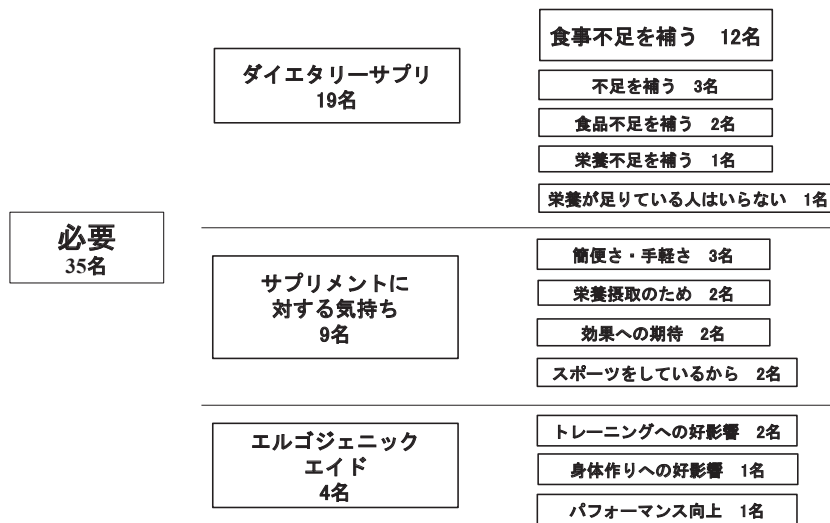 必要
35名
ダイエタリーサプリ
19名
食事不足を補う 12名
不足を補う 3名
食品不足を補う 2名
栄養不足を補う 1名
栄養が足りている人はいらない 1名
サプリメントに
対する気持ち
9名
簡便さ・手軽さ 3名
栄養摂取のため 2名
効果への期待 2名
スポーツをしているから 2名
エルゴジェニック
エイド
4名
トレーニングへの好影響 2名
身体作りへの好影響 1名
パフォーマンス向上 1名